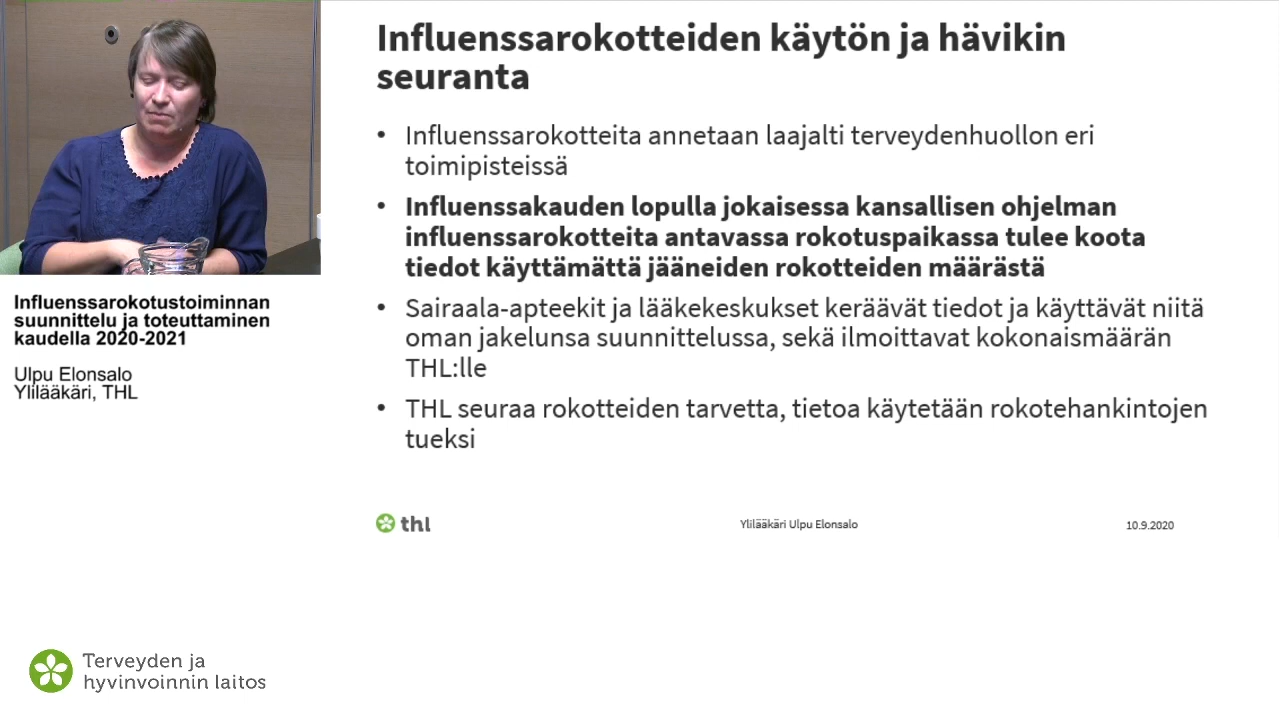 Influenssarokotteiden käytön ja hävikin
seuranta
• Influenssarokotteita annetaan laajalti terveydenhuollon eri
toimipisteissä
• Influenssakauden lopulla jokaisessa kansallisen ohjelman
influenssarokotteita antavassa rokotuspaikassa tulee koota
tiedot käyttämättä jääneiden rokotteiden määrästä
• Sairaala-apteekit ja lääkekeskukset keräävät tiedot ja käyttävät niitä
oman jakelunsa suunnittelussa, sekä ilmoittavat kokonaismäärän
THL:lle
• THL seuraa rokotteiden tarvetta, tietoa käytetään rokotehankintojen
tueksi
thl
Ylilääkäri Ulpu Elonsalo
10.9.2020
Influenssarokotustoiminnan
suunnittelu ja toteuttaminen
kaudella 2020-2021
Ulpu Elonsalo
Ylilääkäri, THL
Terveyden ja
hyvinvoinnin laitos